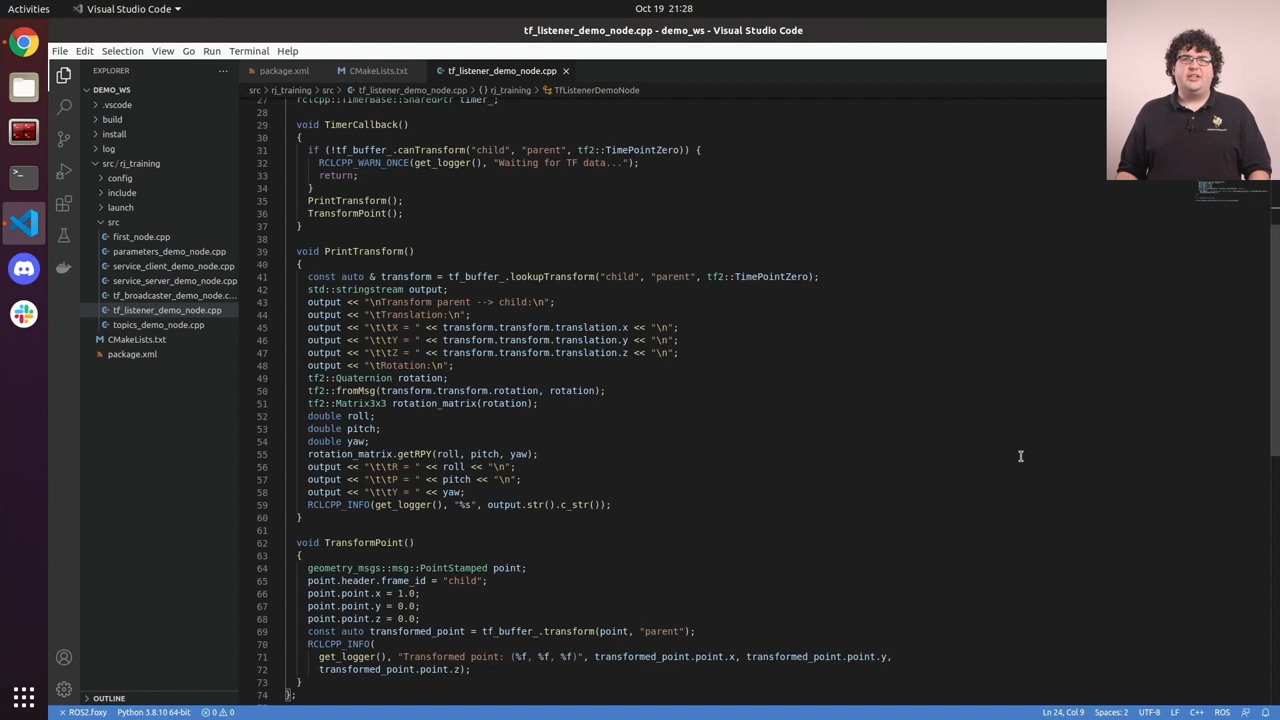 Activities
Visual Studio Code
Oct 19 21:28
tf_listener_demo_node.cpp - demo_ws - Visual Studio Code
File Edit Selection View Go Run Terminal Help
EXPLORER
DEMO_WS
.vscode
build
install
log
src/rj_training
config
include
launch
src
first_node.cpp
parameters_demo_node.cpp
service_client_demo_node.cpp
service_server_demo_node.cpp
tf_broadcaster_demo_node.c...
tf_listener_demo_node.cpp
topics_demo_node.cpp
CMakeLists.txt
package.xml
OUTLINE
package.xml CMakeLists.txt tf_listener_demo_node.cpp
src > rj_training > src > tf_listener_demo_node.cpp > {} rj_training > TfListenerDemoNode
27 rclcpp::TimerBase::SharedPtr timer_;
28
29 void TimerCallback()
30 {
31 if (!tf_buffer_.canTransform("child", "parent", tf2::TimePointZero)) {
32 RCLCPP_WARN_ONCE(get_logger(), "Waiting for TF data...");
33 return;
34 }
35 PrintTransform();
36 TransformPoint();
37 }
38
39 void PrintTransform()
40 {
41 const auto & transform = tf_buffer_.lookupTransform("child", "parent", tf2::TimePointZero);
42 std::stringstream output;
43 output << "\nTransform parent --> child:\n";
44 output << "\tTranslation:\n";
45 output << "\t\tX = " << transform.transform.translation.x << "\n";
46 output << "\t\tY = " << transform.transform.translation.y << "\n";
47 output << "\t\tZ = " << transform.transform.translation.z << "\n";
48 output << "\tRotation:\n";
49 tf2::Quaternion rotation;
50 tf2::fromMsg(transform.transform.rotation, rotation);
51 tf2::Matrix3x3 rotation_matrix(rotation);
52 double roll;
53 double pitch;
54 double yaw;
55 rotation_matrix.getRPY(roll, pitch, yaw);
56 output << "\t\tR = " << roll << "\n";
57 output << "\t\tP = " << pitch << "\n";
58 output << "\t\tY = " << yaw;
59 RCLCPP_INFO(get_logger(), "%s", output.str().c_str());
60 }
61
62 void TransformPoint()
63 {
64 geometry_msgs::msg::PointStamped point;
65 point.header.frame_id = "child";
66 point.point.x = 1.0;
67 point.point.y = 0.0;
68 point.point.z = 0.0;
69 const auto transformed_point = tf_buffer_.transform(point, "parent");
70 RCLCPP_INFO(
71 get_logger(), "Transformed point: (%f, %f, %f)", transformed_point.point.x, transformed_point.point.y,
72 transformed_point.point.z);
73 }
74 };
ROS2.foxy Python 3.8.10 64-bit 0 0 Ln 24, Col 9 Spaces: 2 UTF-8 LF C++ ROS